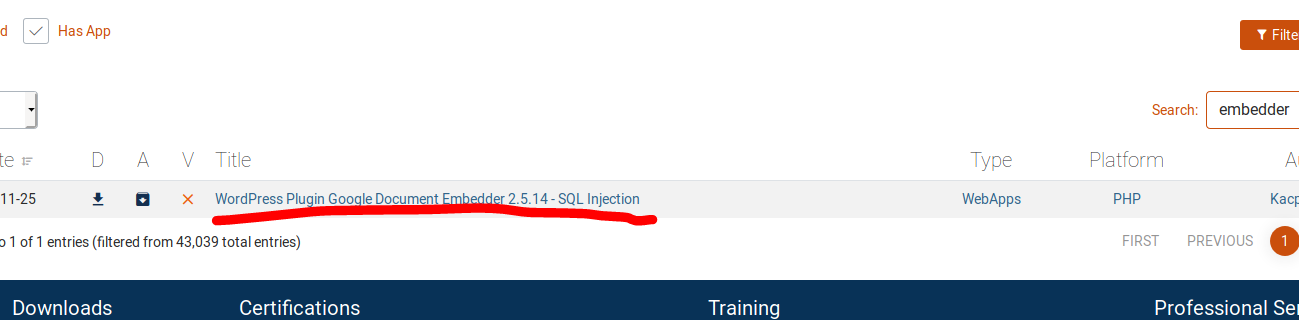 d Has App
Filte
Search: embedder
te D A V Title Type Platform Au
11-25 WordPress Plugin Google Document Embedder 2.5.14 - SQL Injection WebApps PHP Kacp
o 1 of 1 entries (filtered from 43,039 total entries) FIRST PREVIOUS 1
Downloads Certifications Training Professional Ser